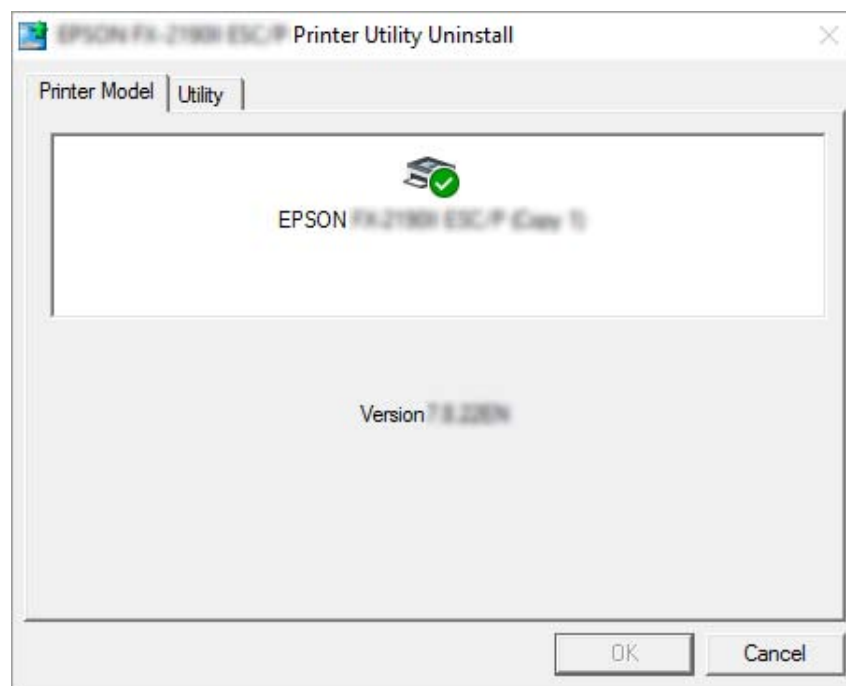 Printer Utility Uninstall
Printer Model
Utility
EPSON
Version
OK
Cancel